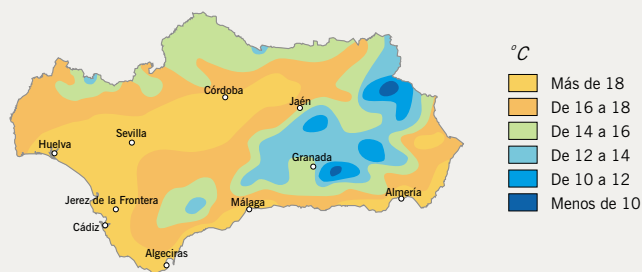 °C
Más de 18
De 16 a 18
De 14 a 16
De 12 a 14
De 10 a 12
Menos de 10
Córdoba
Jaén
Sevilla
Huelva
Granada
Jerez de la Frontera
Málaga
Almería
Cádiz
Algeciras